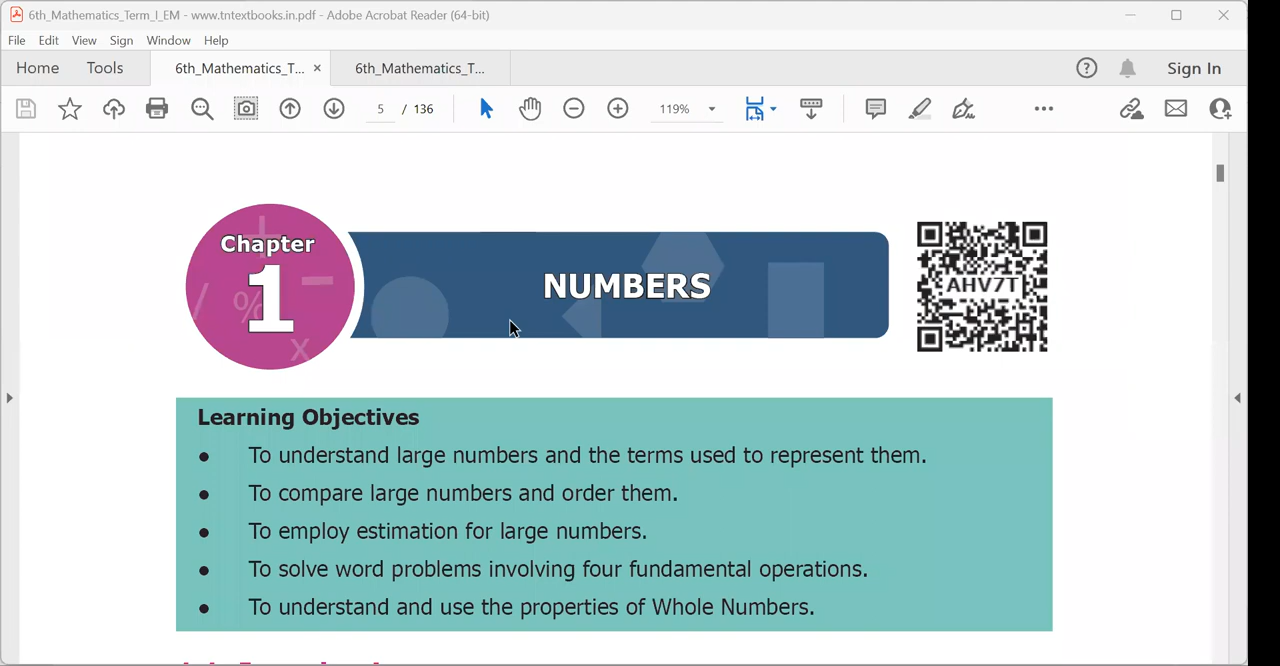 6th_Mathematics_Term_I_EM - www.tntextbooks.in.pdf - Adobe Acrobat Reader (64-bit)
File Edit View Sign Window Help
Home Tools 6th_Mathematics_T... × 6th_Mathematics_T... Sign In
5 / 136 119%
Chapter
1
NUMBERS
AHV7T
Learning Objectives
● To understand large numbers and the terms used to represent them.
● To compare large numbers and order them.
● To employ estimation for large numbers.
● To solve word problems involving four fundamental operations.
● To understand and use the properties of Whole Numbers.